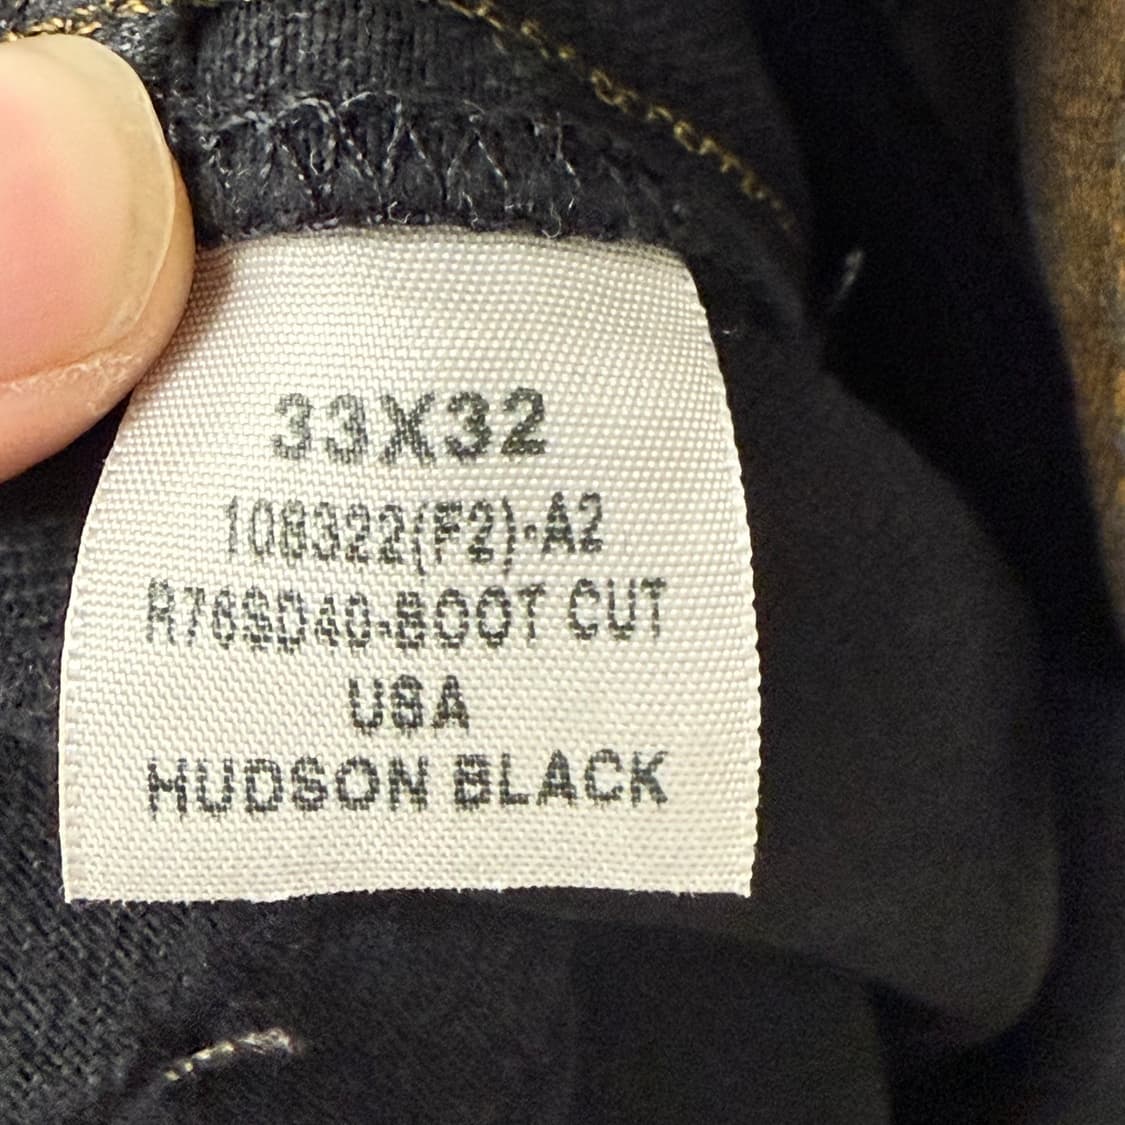 33X32
108322(F2)-A2
R76SD40-BOOT CUT
USA
HUDSON BLACK